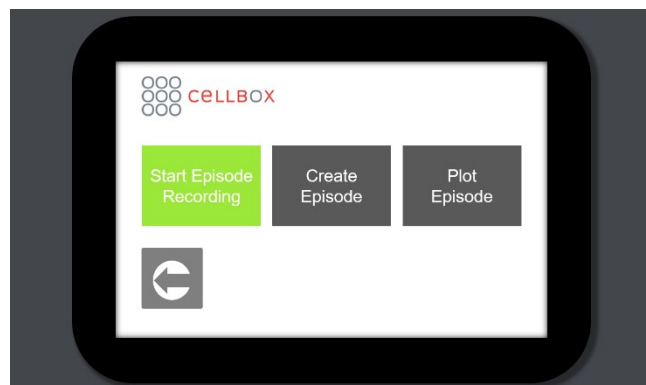 CELLBOX
Start Episode
Recording
Create
Episode
Plot
Episode